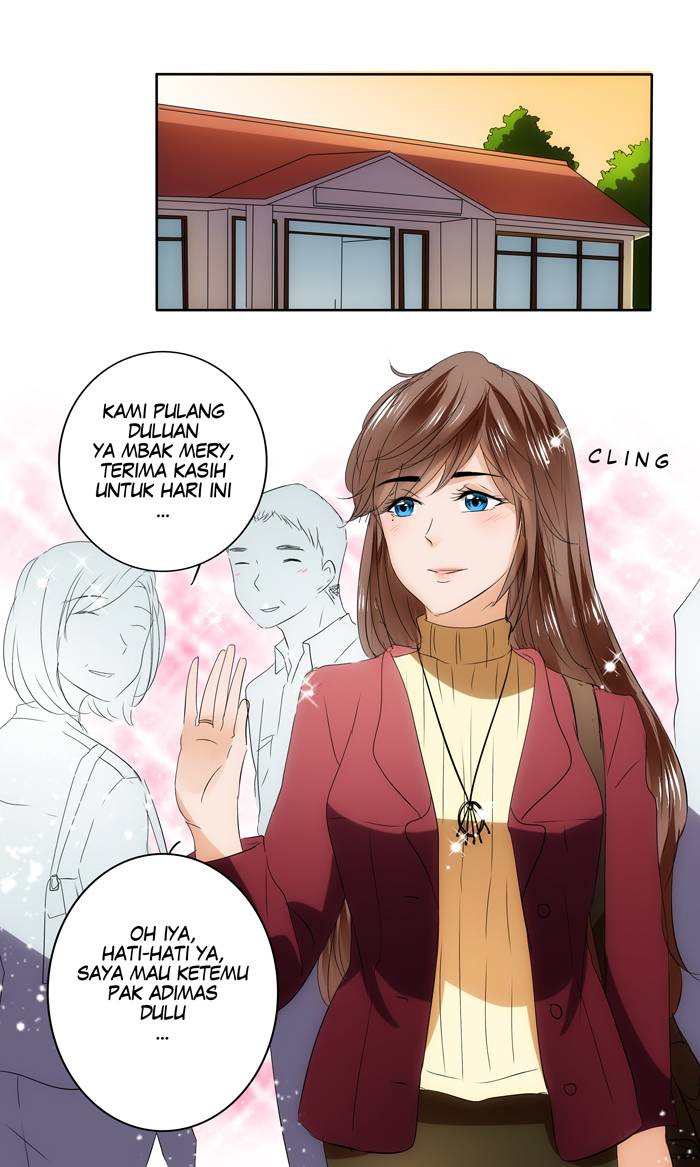 KAMI PULANG
DULUAN
YA MBAK MERY,
TERIMA KASIH
UNTUK HARI INI
...
CLING
OH IYA,
HATI-HATI YA,
SAYA MAU KETEMU
PAK ADIMAS
DULU
...